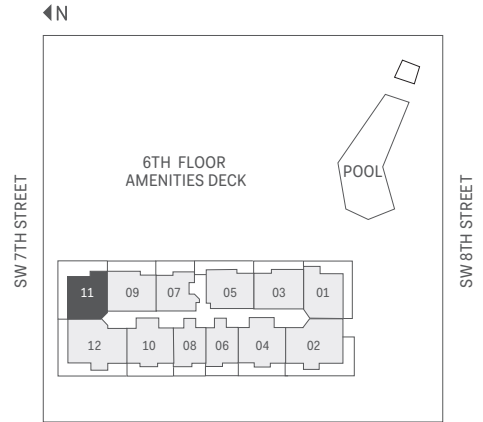 N
SW 7TH STREET
6TH FLOOR
AMENITIES DECK
POOL
SW 8TH STREET
11
09
07
05
03
01
12
10
08
06
04
02